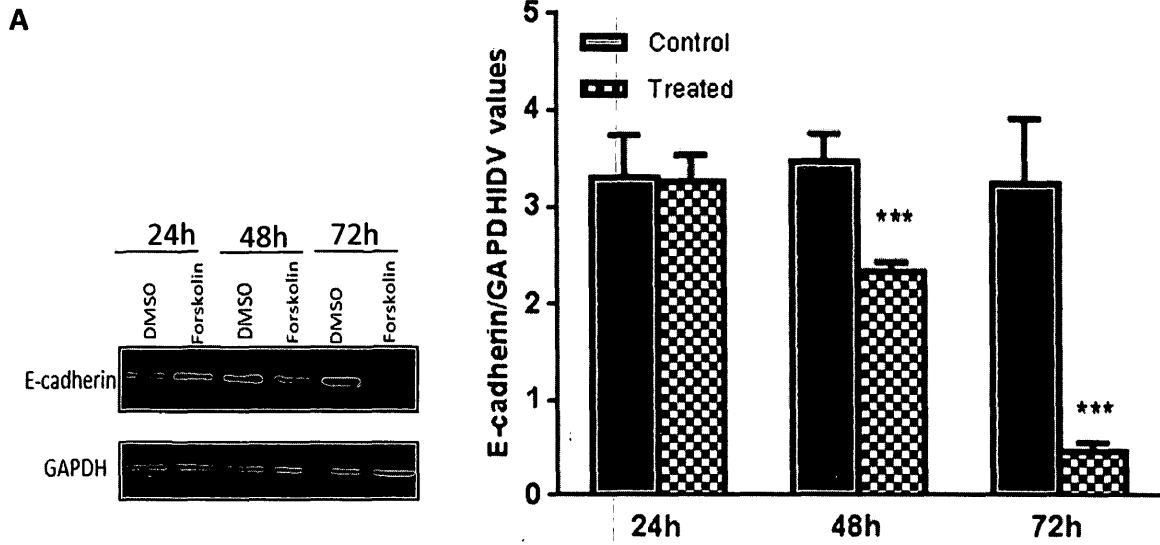 A
24h 48h 72h
DMSO Forskolin DMSO Forskolin DMSO Forskolin
E-cadherin
GAPDH
E-cadherin/GAPDHIDV values
5
4
3
2
1
0
Control
Treated
***
***
24h 48h 72h